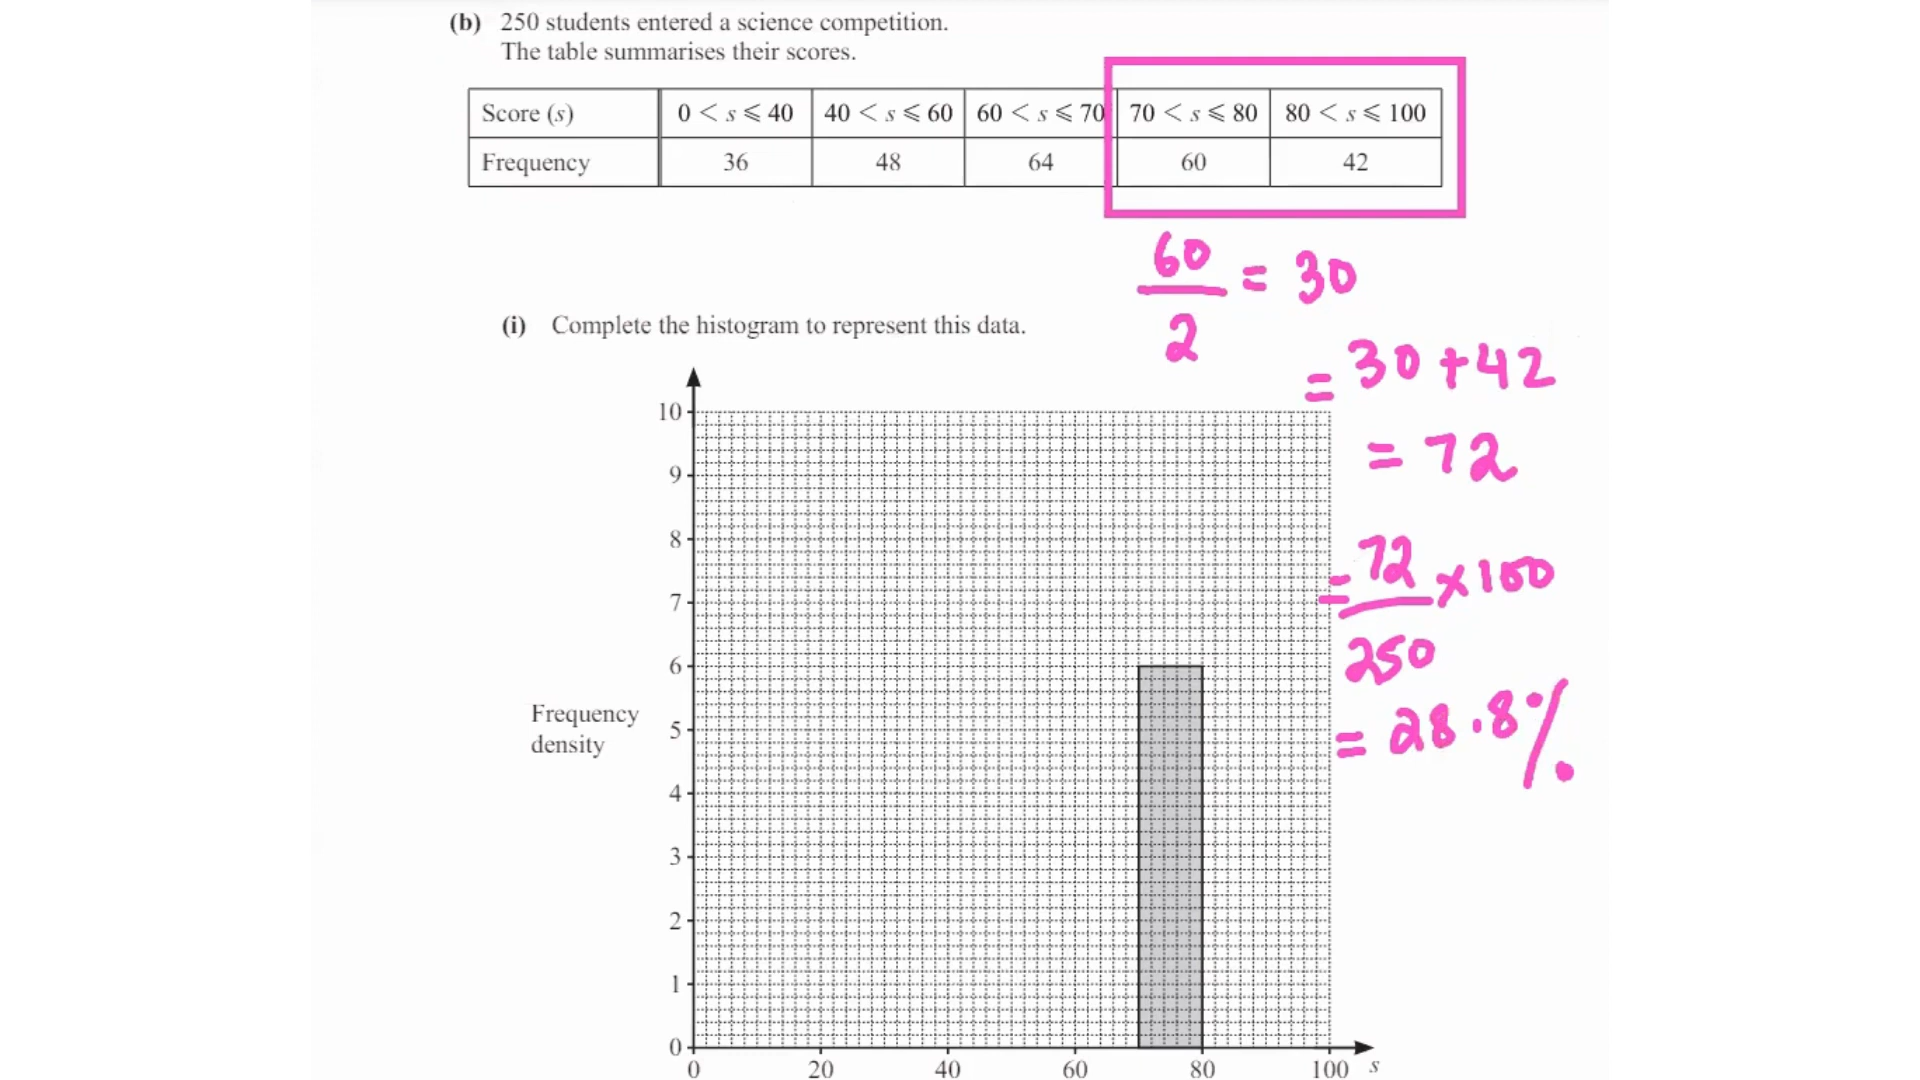 (b) 250 students entered a science competition.
The table summarises their scores.
Score (s) 0 < s ⩽ 40 40 < s ⩽ 60 60 < s ⩽ 70 70 < s ⩽ 80 80 < s ⩽ 100
Frequency 36 48 64 60 42
60
2
= 30
(i) Complete the histogram to represent this data.
= 30 + 42
= 72
= 72
250
× 100
= 28.8%
10
9
8
7
6
5
4
3
2
1
0
Frequency
density
0 20 40 60 80 100 s